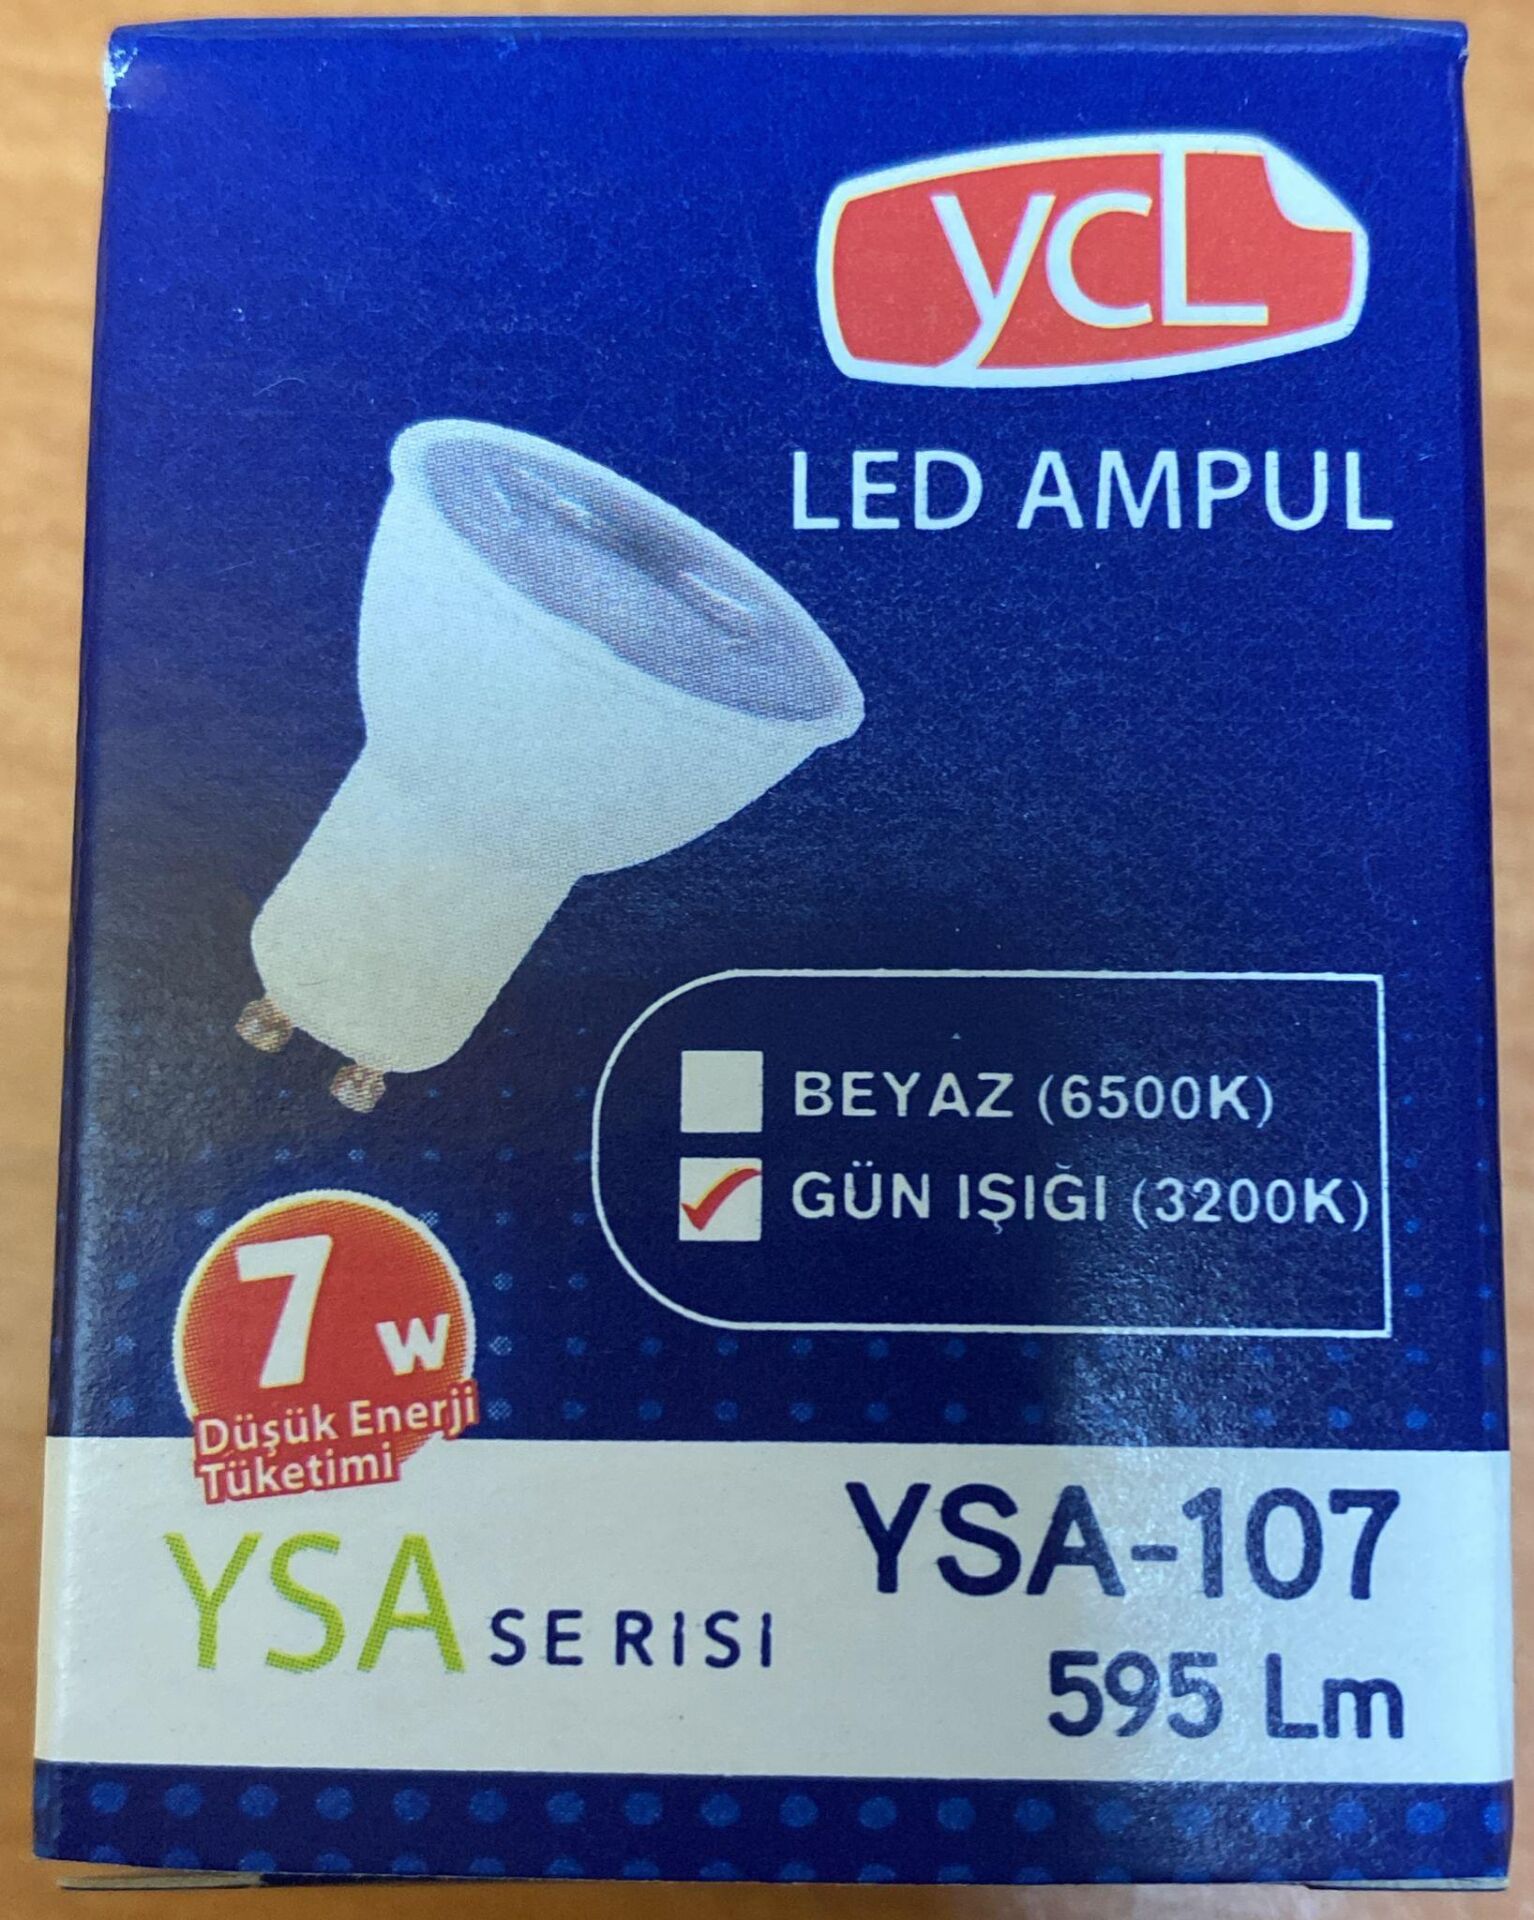 ycL
LED AMPUL
BEYAZ (6500K)
GÜN IŞIĞI (3200K)
7 w
Düşük Enerji
Tüketimi
YSA SERISI
YSA-107
595 Lm